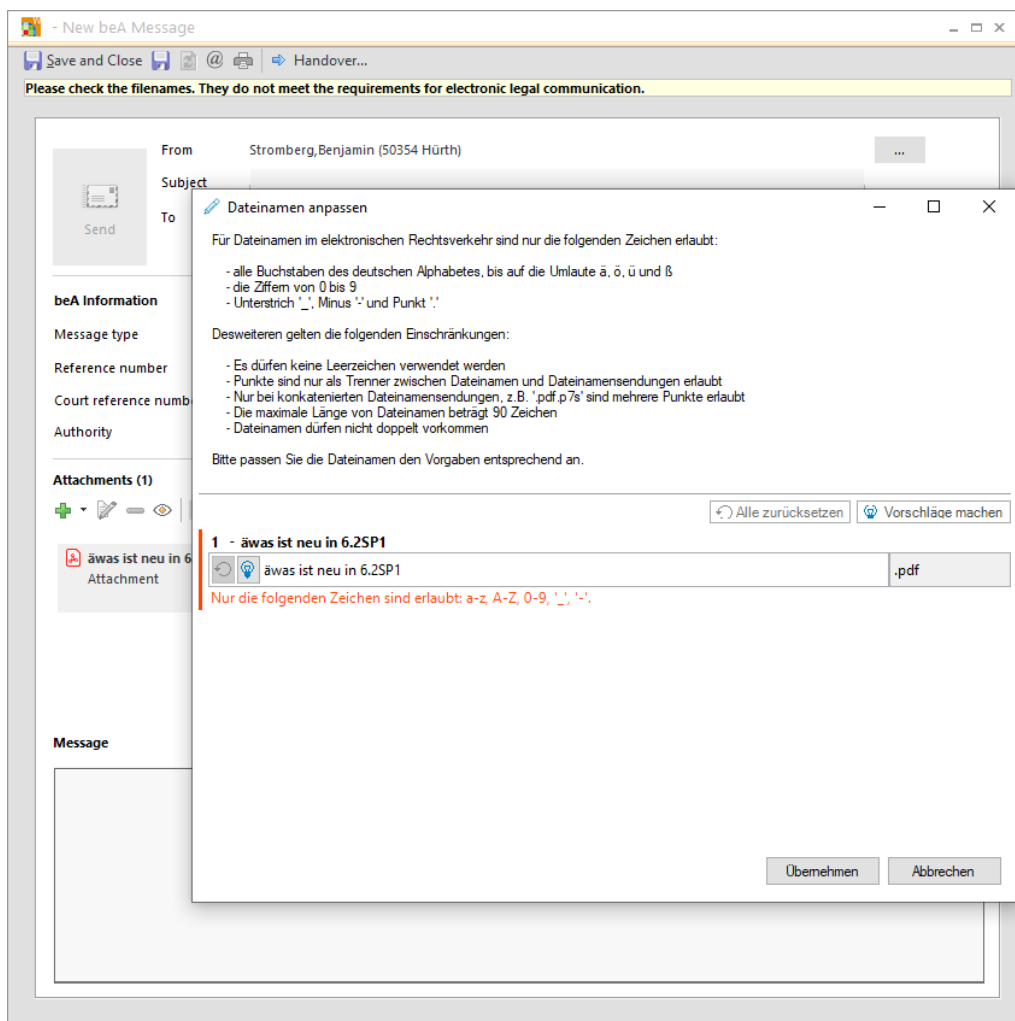 - New beA Message
Save and Close @ Handover...
Please check the filenames. They do not meet the requirements for electronic legal communication.
From Stromberg,Benjamin (50354 Hürth) ...
Subject
To
Send
beA Information
Message type
Reference number
Court reference numb
Authority
Attachments (1)
äwas ist neu in 6
Attachment
Message
Dateinamen anpassen
Für Dateinamen im elektronischen Rechtsverkehr sind nur die folgenden Zeichen erlaubt:
- alle Buchstaben des deutschen Alphabetes, bis auf die Umlaute ä, ö, ü und ß
- die Ziffern von 0 bis 9
- Unterstrich '_', Minus '-' und Punkt '.'
Desweiteren gelten die folgenden Einschränkungen:
- Es dürfen keine Leerzeichen verwendet werden
- Punkte sind nur als Trenner zwischen Dateinamen und Dateinamensendungen erlaubt
- Nur bei konkatenierten Dateinamensendungen, z.B. '.pdf.p7s' sind mehrere Punkte erlaubt
- Die maximale Länge von Dateinamen beträgt 90 Zeichen
- Dateinamen dürfen nicht doppelt vorkommen
Bitte passen Sie die Dateinamen den Vorgaben entsprechend an.
Alle zurücksetzen Vorschläge machen
1 - äwas ist neu in 6.2SP1
äwas ist neu in 6.2SP1 .pdf
Nur die folgenden Zeichen sind erlaubt: a-z, A-Z, 0-9, '_', '-'.
Übernehmen Abbrechen